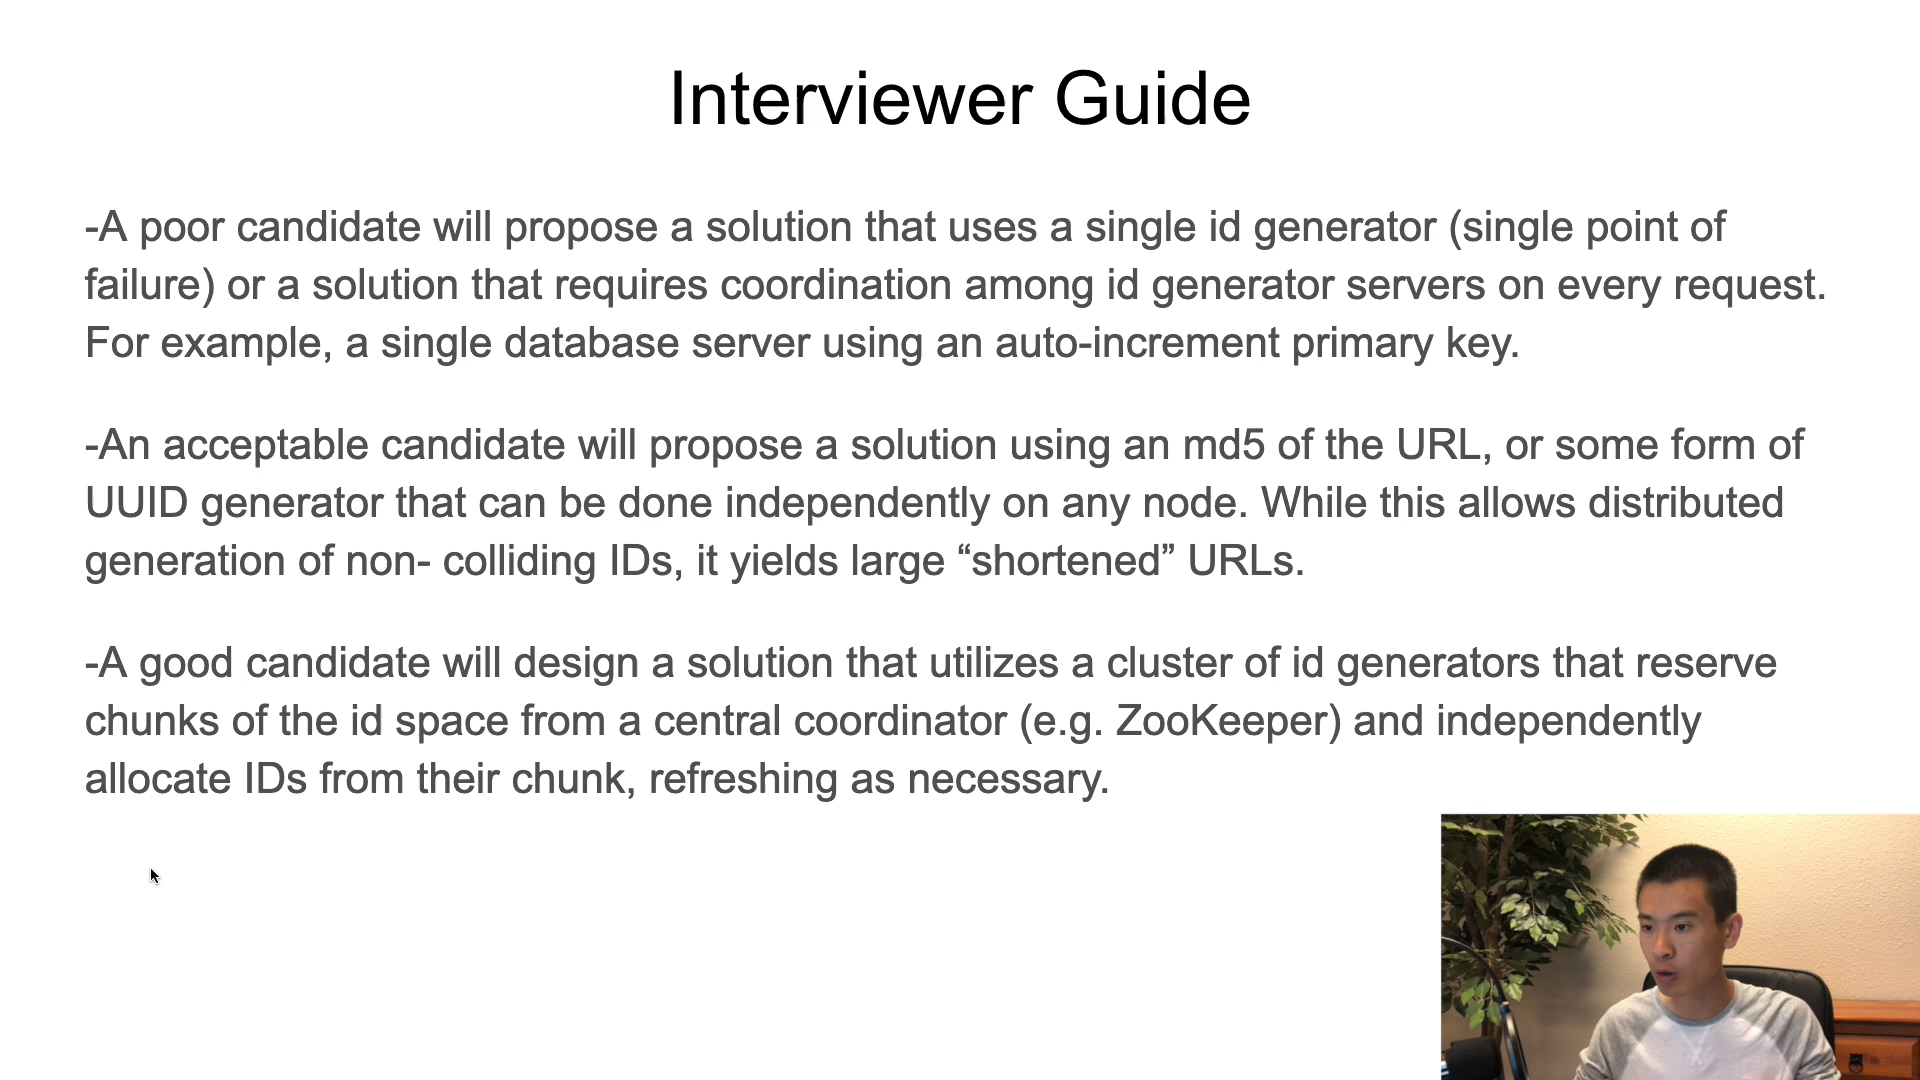 Interviewer Guide
-A poor candidate will propose a solution that uses a single id generator (single point of
failure) or a solution that requires coordination among id generator servers on every request.
For example, a single database server using an auto-increment primary key.
-An acceptable candidate will propose a solution using an md5 of the URL, or some form of
UUID generator that can be done independently on any node. While this allows distributed
generation of non- colliding IDs, it yields large “shortened” URLs.
-A good candidate will design a solution that utilizes a cluster of id generators that reserve
chunks of the id space from a central coordinator (e.g. ZooKeeper) and independently
allocate IDs from their chunk, refreshing as necessary.